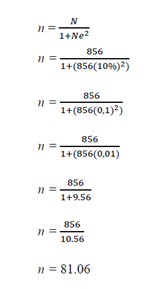 n = N/1+Ne²
n = 856/1+(856(10%)²)
n = 856/1+(856(0,1)²)
n = 856/1+(856(0,01)
n = 856/1+9.56
n = 856/10.56
n = 81.06